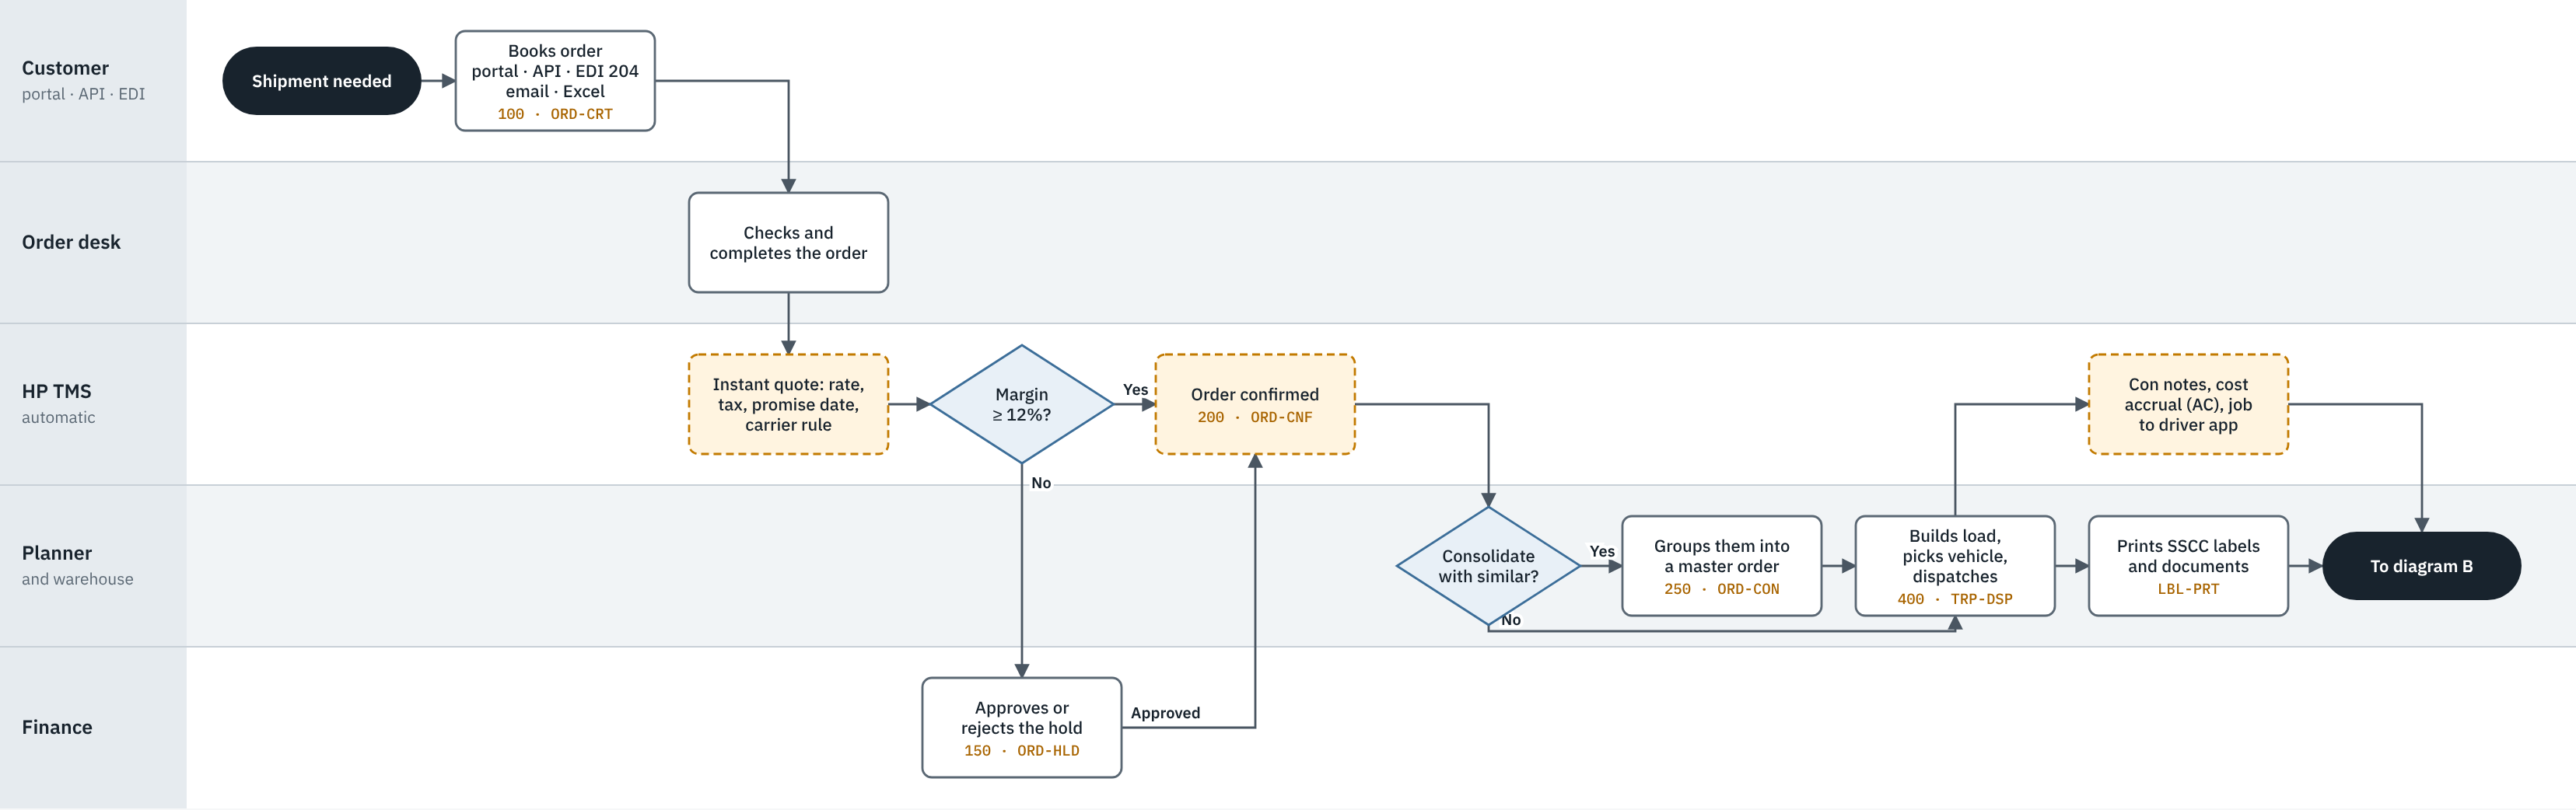 Customer
portal · API · EDI
Shipment needed
Books order
portal · API · EDI 204
email · Excel
100 · ORD-CRT
Order desk
Checks and
completes the order
HP TMS
automatic
Instant quote: rate,
tax, promise date,
carrier rule
Margin
≥ 12%?
Yes
No
Order confirmed
200 · ORD-CNF
Con notes, cost
accrual (AC), job
to driver app
Planner
and warehouse
Consolidate
with similar?
Yes
No
Groups them into
a master order
250 · ORD-CON
Builds load,
picks vehicle,
dispatches
400 · TRP-DSP
Prints SSCC labels
and documents
LBL-PRT
To diagram B
Finance
Approves or
rejects the hold
150 · ORD-HLD
Approved